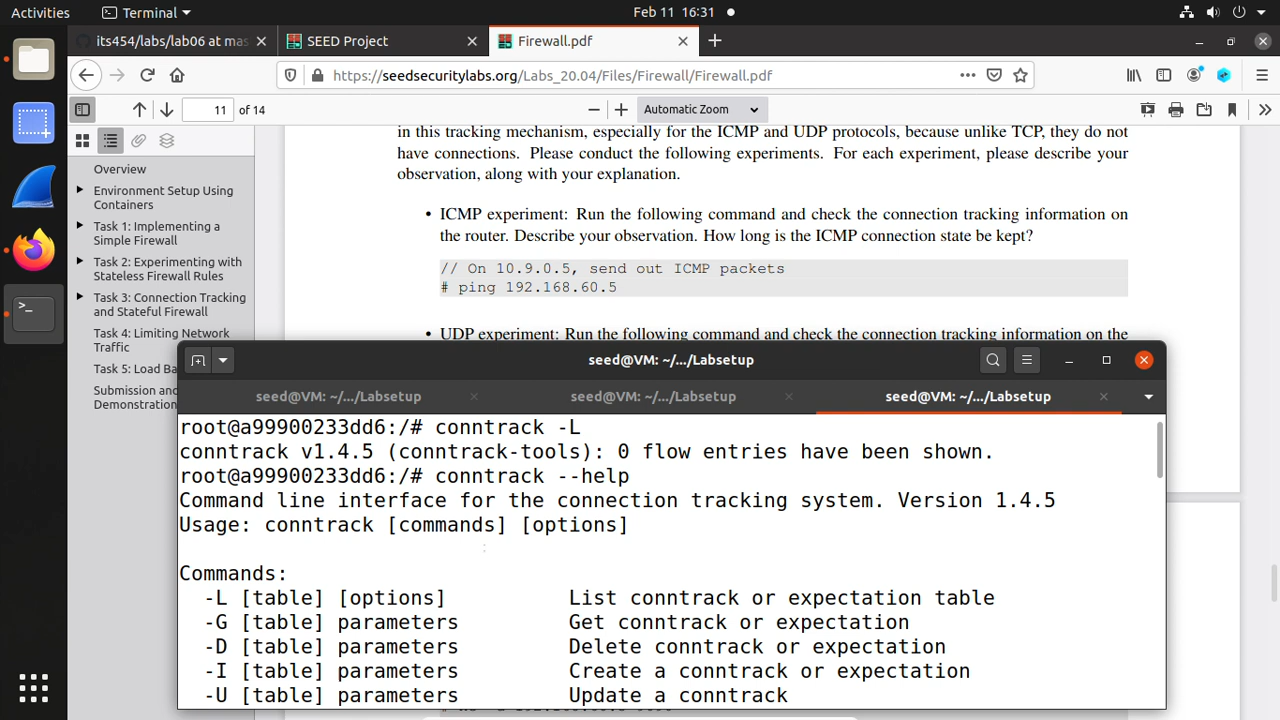 Activities
Terminal
Feb 11 16:31
its454/labs/lab06 at mas
SEED Project
Firewall.pdf
https://seedsecuritylabs.org/Labs_20.04/Files/Firewall/Firewall.pdf
11 of 14
Automatic Zoom
Overview
Environment Setup Using
Containers
Task 1: Implementing a
Simple Firewall
Task 2: Experimenting with
Stateless Firewall Rules
Task 3: Connection Tracking
and Stateful Firewall
Task 4: Limiting Network
Traffic
Task 5: Load Ba
Submission and
Demonstration
in this tracking mechanism, especially for the ICMP and UDP protocols, because unlike TCP, they do not
have connections. Please conduct the following experiments. For each experiment, please describe your
observation, along with your explanation.
• ICMP experiment: Run the following command and check the connection tracking information on
the router. Describe your observation. How long is the ICMP connection state be kept?
// On 10.9.0.5, send out ICMP packets
# ping 192.168.60.5
• UDP experiment: Run the following command and check the connection tracking information on the
seed@VM: ~/.../Labsetup
seed@VM: ~/.../Labsetup
seed@VM: ~/.../Labsetup
seed@VM: ~/.../Labsetup
root@a99900233dd6:/# conntrack -L
conntrack v1.4.5 (conntrack-tools): 0 flow entries have been shown.
root@a99900233dd6:/# conntrack --help
Command line interface for the connection tracking system. Version 1.4.5
Usage: conntrack [commands] [options]
Commands:
-L [table] [options] List conntrack or expectation table
-G [table] parameters Get conntrack or expectation
-D [table] parameters Delete conntrack or expectation
-I [table] parameters Create a conntrack or expectation
-U [table] parameters Update a conntrack